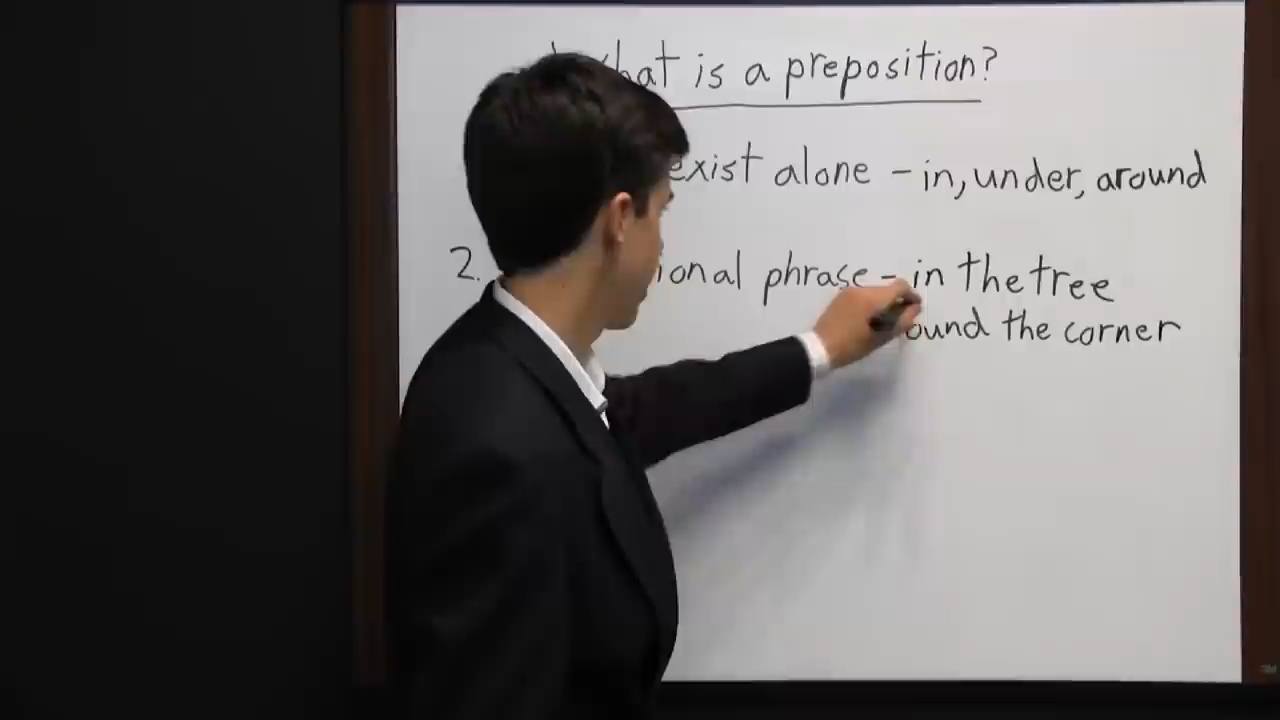 hat is a preposition?
exist alone - in, under, around
2. ional phrase - in the tree
ound the corner